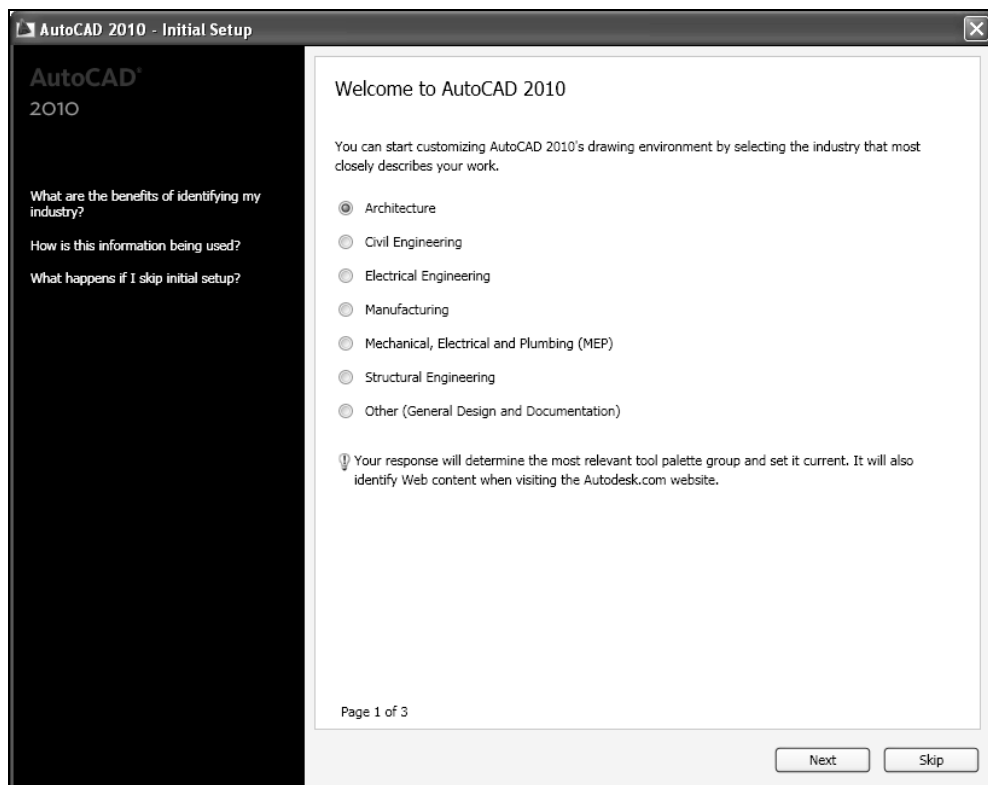 AutoCAD 2010 - Initial Setup
AutoCAD®
2010
What are the benefits of identifying my
industry?
How is this information being used?
What happens if I skip initial setup?
Welcome to AutoCAD 2010
You can start customizing AutoCAD 2010's drawing environment by selecting the industry that most
closely describes your work.
Architecture
Civil Engineering
Electrical Engineering
Manufacturing
Mechanical, Electrical and Plumbing (MEP)
Structural Engineering
Other (General Design and Documentation)
Your response will determine the most relevant tool palette group and set it current. It will also
identify Web content when visiting the Autodesk.com website.
Page 1 of 3
Next
Skip